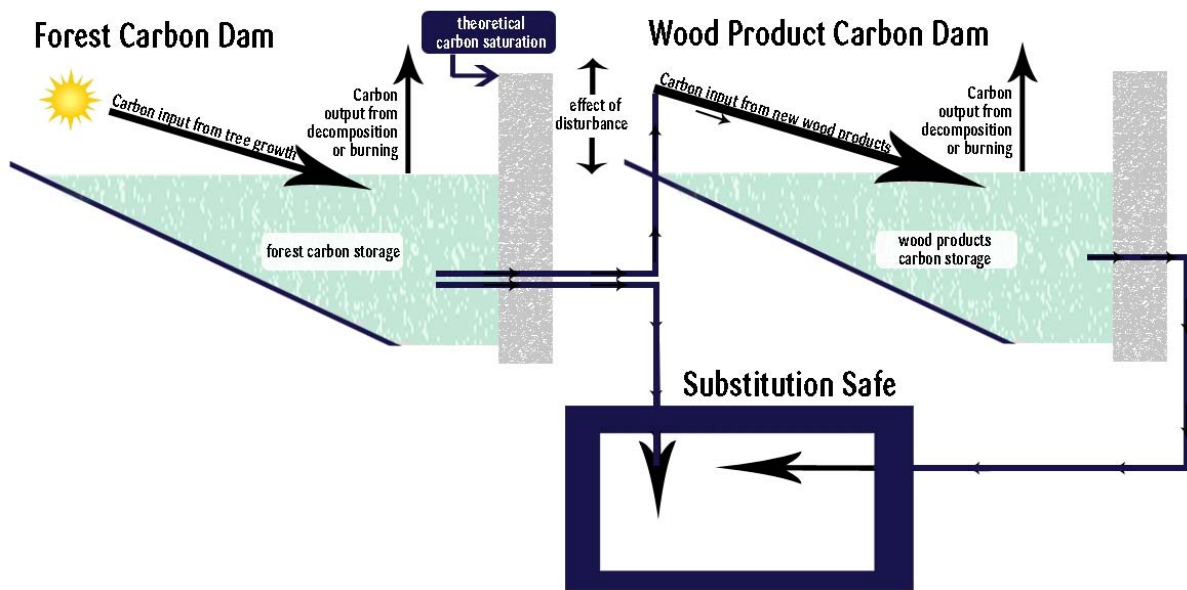 Forest Carbon Dam
theoretical
carbon saturation
Wood Product Carbon Dam
Carbon input from tree growth
Carbon
output from
decomposition
or burning
effect of
disturbance
Carbon input from new wood products
Carbon
output from
decomposition
or burning
forest carbon storage
wood products
carbon storage
Substitution Safe